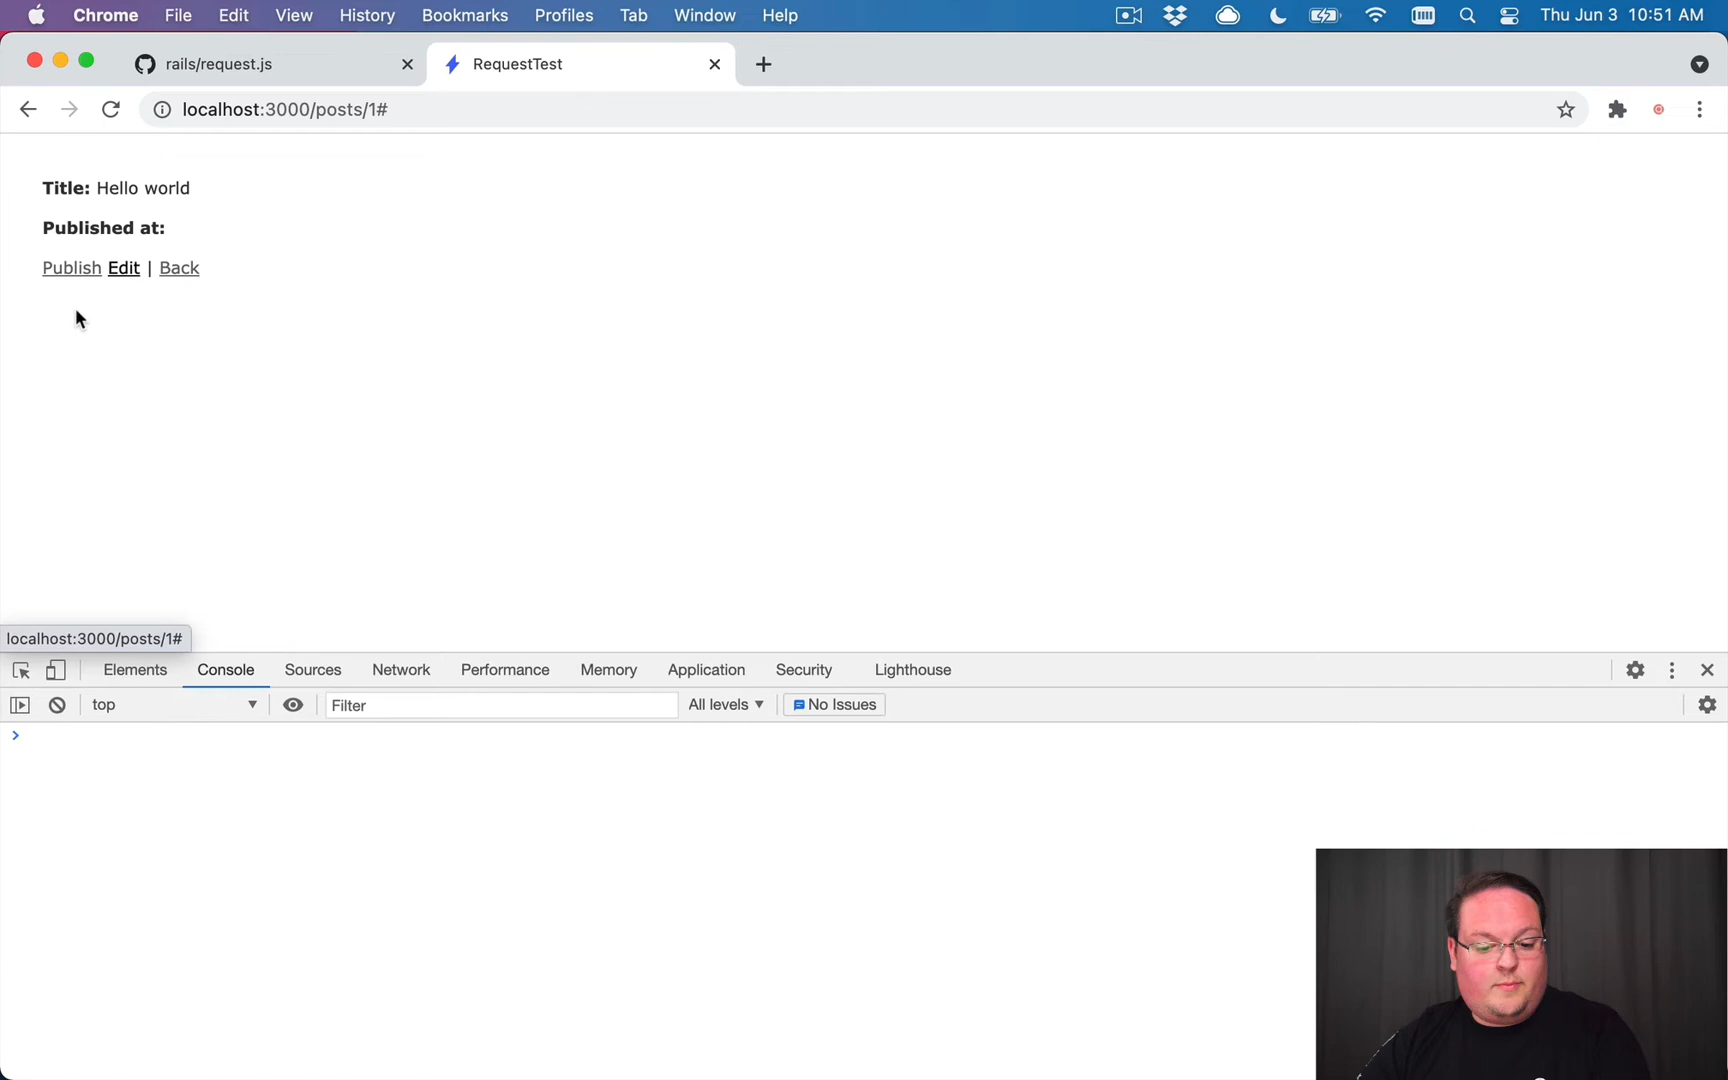 Chrome File Edit View History Bookmarks Profiles Tab Window Help Thu Jun 3 10:51 AM
rails/request.js RequestTest
localhost:3000/posts/1#
Title: Hello world
Published at:
Publish Edit | Back
localhost:3000/posts/1#
Elements Console Sources Network Performance Memory Application Security Lighthouse
top Filter All levels No Issues